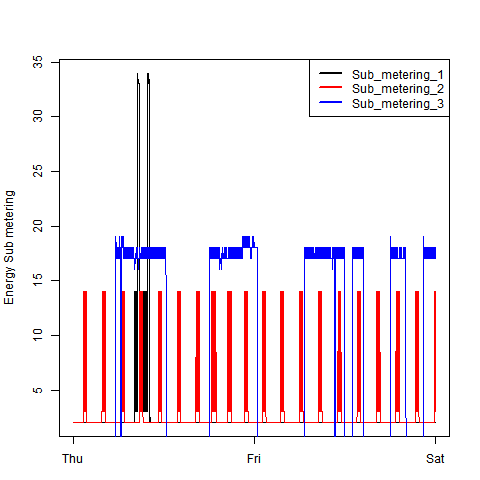 35
30
25
20
15
10
5
Energy Sub metering
Sub_metering_1
Sub_metering_2
Sub_metering_3
Thu
Fri
Sat